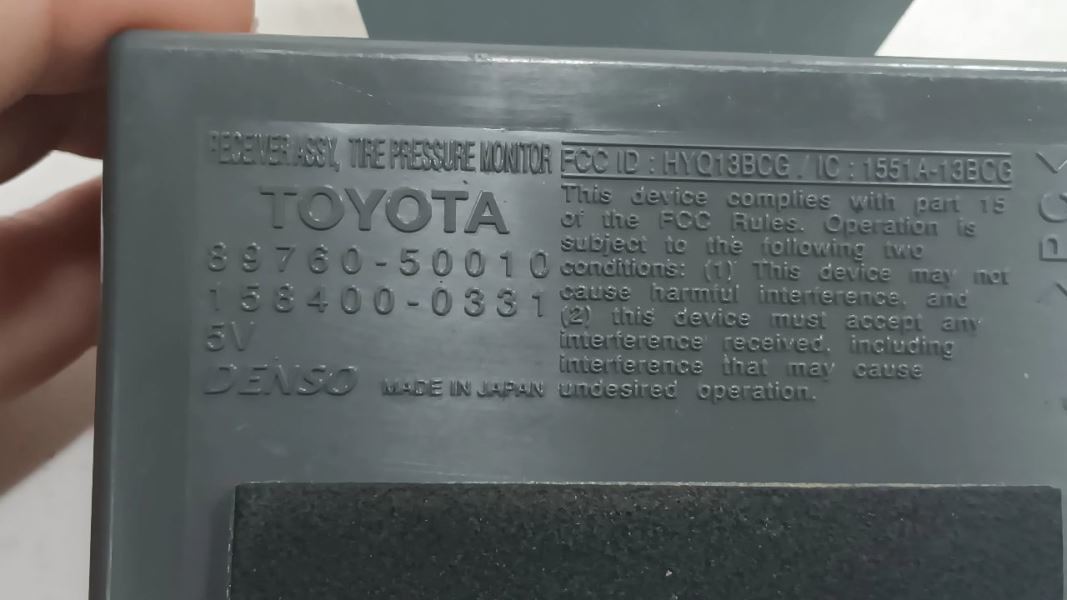 RECEIVER ASSY, TIRE PRESSURE MONITOR
TOYOTA
89760-50010
158400-0331
5V
DENSO MADE IN JAPAN
FCC ID : HYQ13BCG / IC : 1551A-13BCG
This device complies with part 15
of the FCC Rules. Operation is
subject to the following two
conditions: (1) This device may not
cause harmful interference, and
(2) this device must accept any
interference received, including
interference that may cause
undesired operation.